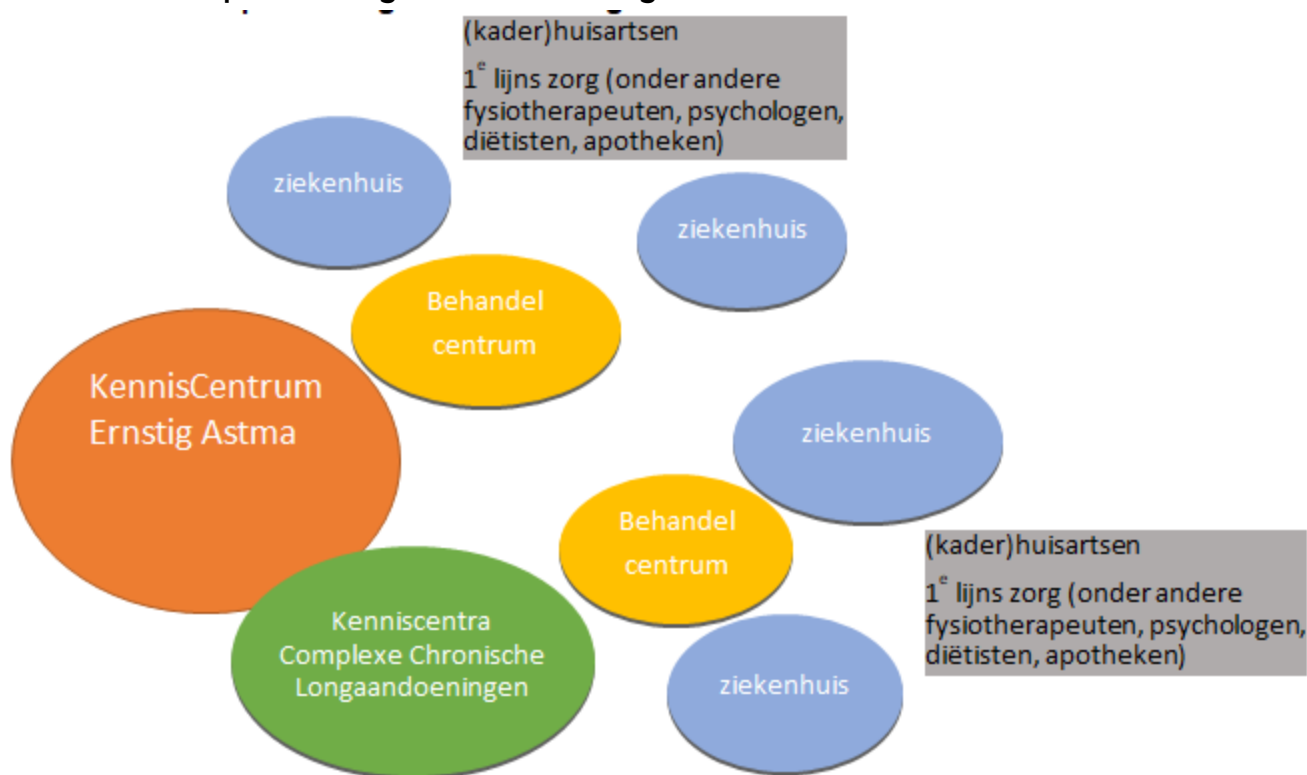 (kader)huisartsen
1e lijns zorg (onder andere
fysiotherapeuten, psychologen,
diëtisten, apotheken)
ziekenhuis
ziekenhuis
Behandel
centrum
KennisCentrum
Ernstig Astma
ziekenhuis
Behandel
centrum
(kader)huisartsen
1e lijns zorg (onder andere
fysiotherapeuten, psychologen,
diëtisten, apotheken)
Kenniscentra
Complexe Chronische
Longaandoeningen
ziekenhuis